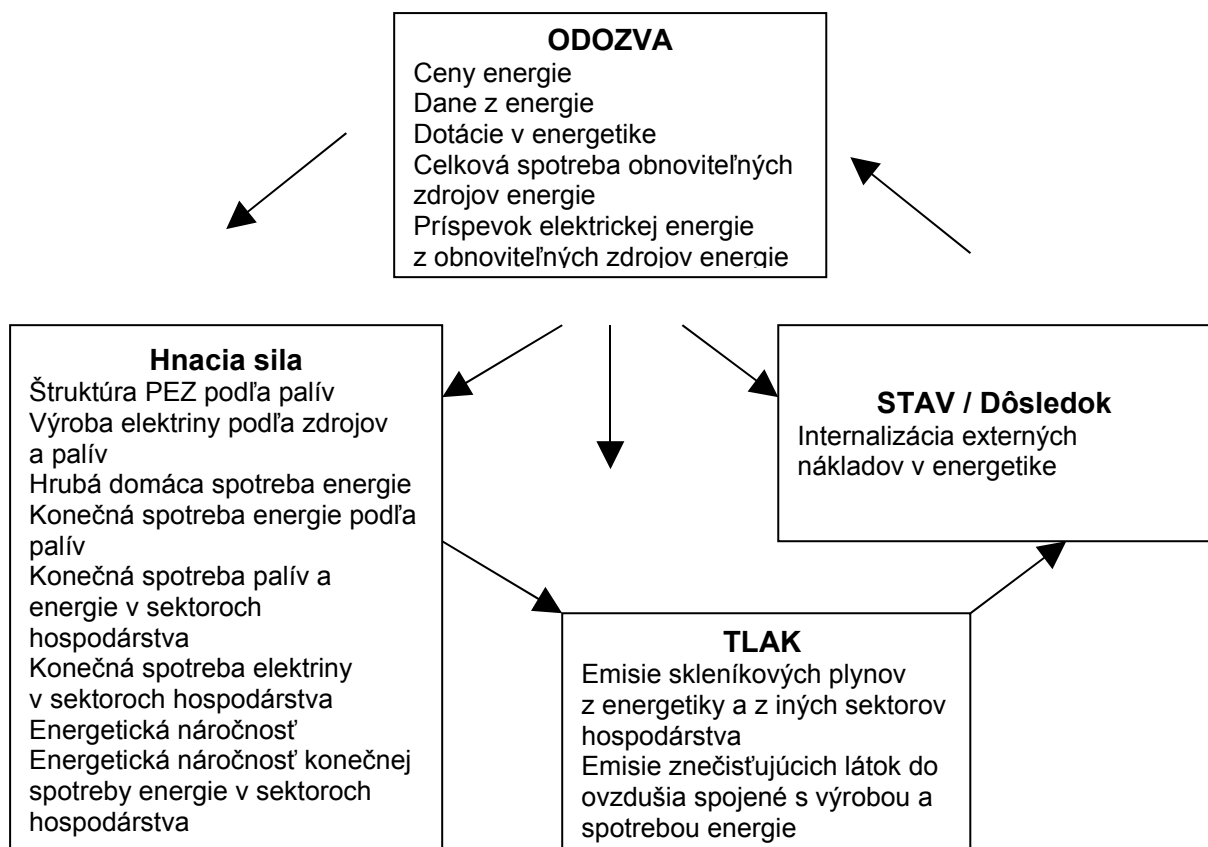 ODOZVA
Ceny energie
Dane z energie
Dotácie v energetike
Celková spotreba obnoviteľných
zdrojov energie
Príspevok elektrickej energie
z obnoviteľných zdrojov energie
Hnacia sila
Štruktúra PEZ podľa palív
Výroba elektriny podľa zdrojov
a palív
Hrubá domáca spotreba energie
Konečná spotreba energie podľa
palív
Konečná spotreba palív a
energie v sektoroch
hospodárstva
Konečná spotreba elektriny
v sektoroch hospodárstva
Energetická náročnosť
Energetická náročnosť konečnej
spotreby energie v sektoroch
hospodárstva
STAV / Dôsledok
Internalizácia externých
nákladov v energetike
TLAK
Emisie skleníkových plynov
z energetiky a z iných sektorov
hospodárstva
Emisie znečisťujúcich látok do
ovzdušia spojené s výrobou a
spotrebou energie